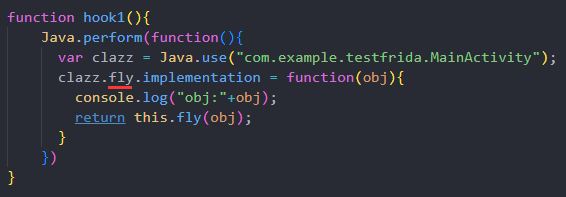 function hook1(){
Java.perform(function(){
var clazz = Java.use("com.example.testfrida.MainActivity");
clazz.fly.implementation = function(obj){
console.log("obj:"+obj);
return this.fly(obj);
}
})
}